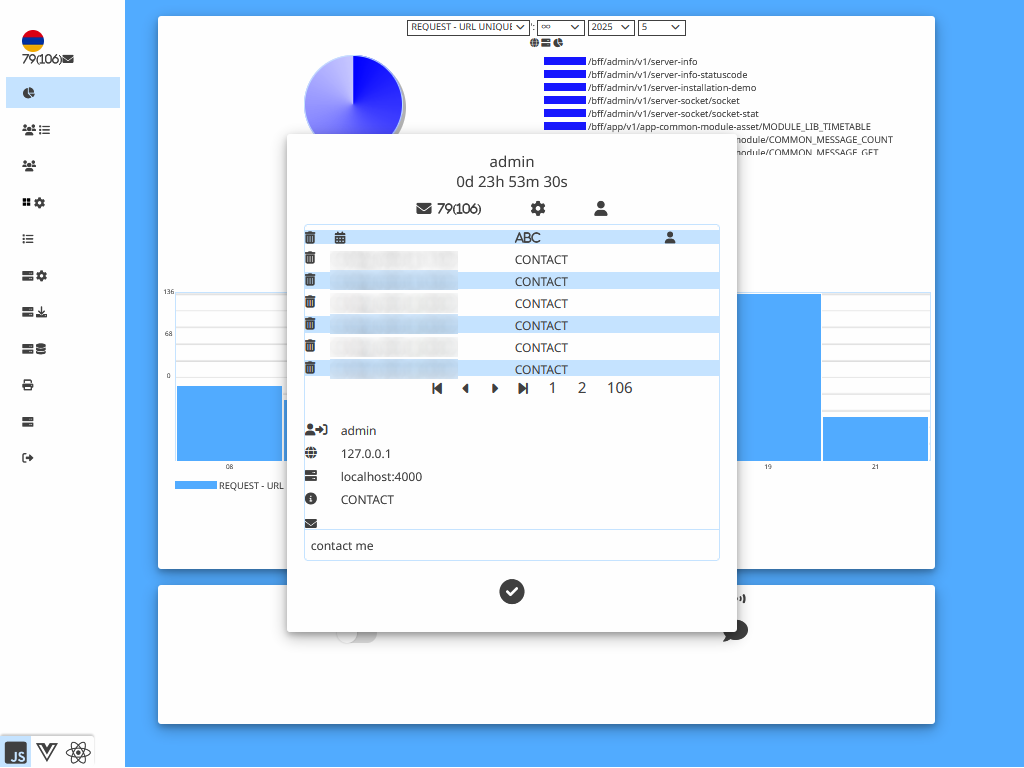 REQUEST - URL UNIQUE
∞
2025
5
79(106)
/bff/admin/v1/server-info
/bff/admin/v1/server-info-statuscode
/bff/admin/v1/server-installation-demo
/bff/admin/v1/server-socket/socket
/bff/admin/v1/server-socket/socket-stat
/bff/app/v1/app-common-module-asset/MODULE_LIB_TIMETABLE
module/COMMON_MESSAGE_COUNT
module/COMMON_MESSAGE_GET
admin
0d 23h 53m 30s
79(106)
ABC
CONTACT
CONTACT
CONTACT
CONTACT
CONTACT
CONTACT
1 2 106
admin
127.0.0.1
localhost:4000
CONTACT
contact me
136
68
0
08
19
21
REQUEST - URL
JS